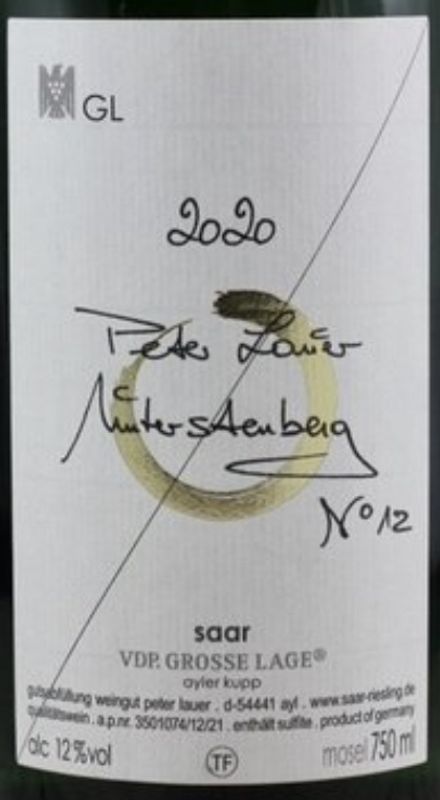 GL
2020
Peter Lauer
Unterstenberg
Nº 12
saar
VDP. GROSSE LAGE®
ayler kupp
gutsabfüllung weingut peter lauer . d-54441 ayl . www.saar-riesling.de
qualitätswein . a.p.nr. 3501074/12/21 . enthält sulfite . product of germany
alc 12%vol
TF
mosel 750 ml